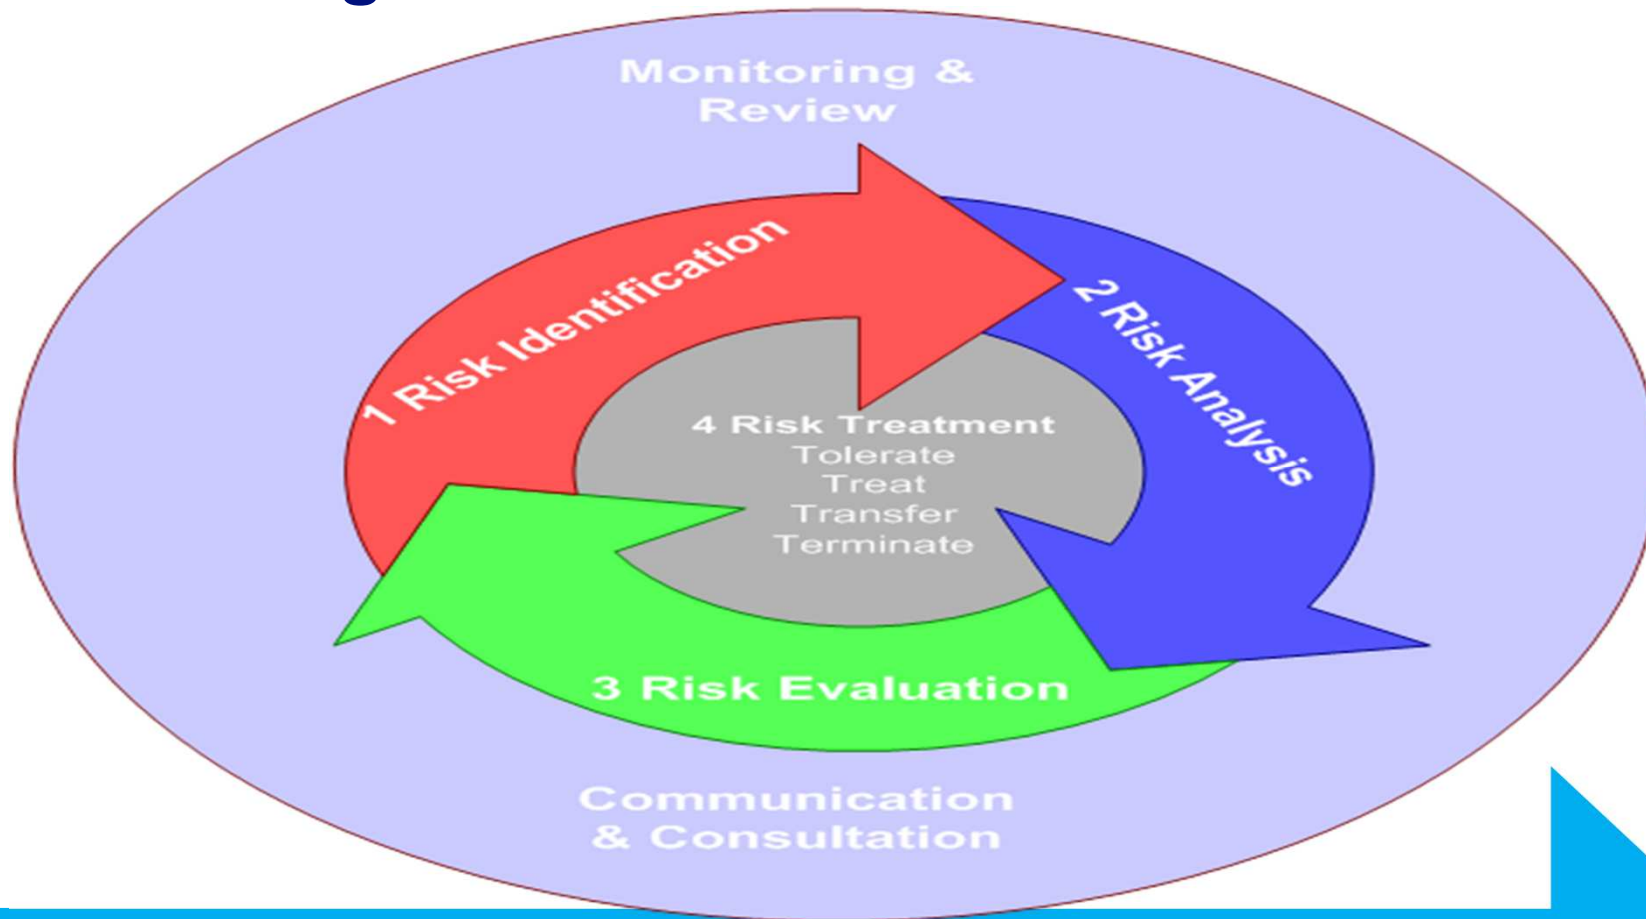 Monitoring &
Review
1 Risk Identification
2 Risk Analysis
4 Risk Treatment
Tolerate
Treat
Transfer
Terminate
3 Risk Evaluation
Communication
& Consultation